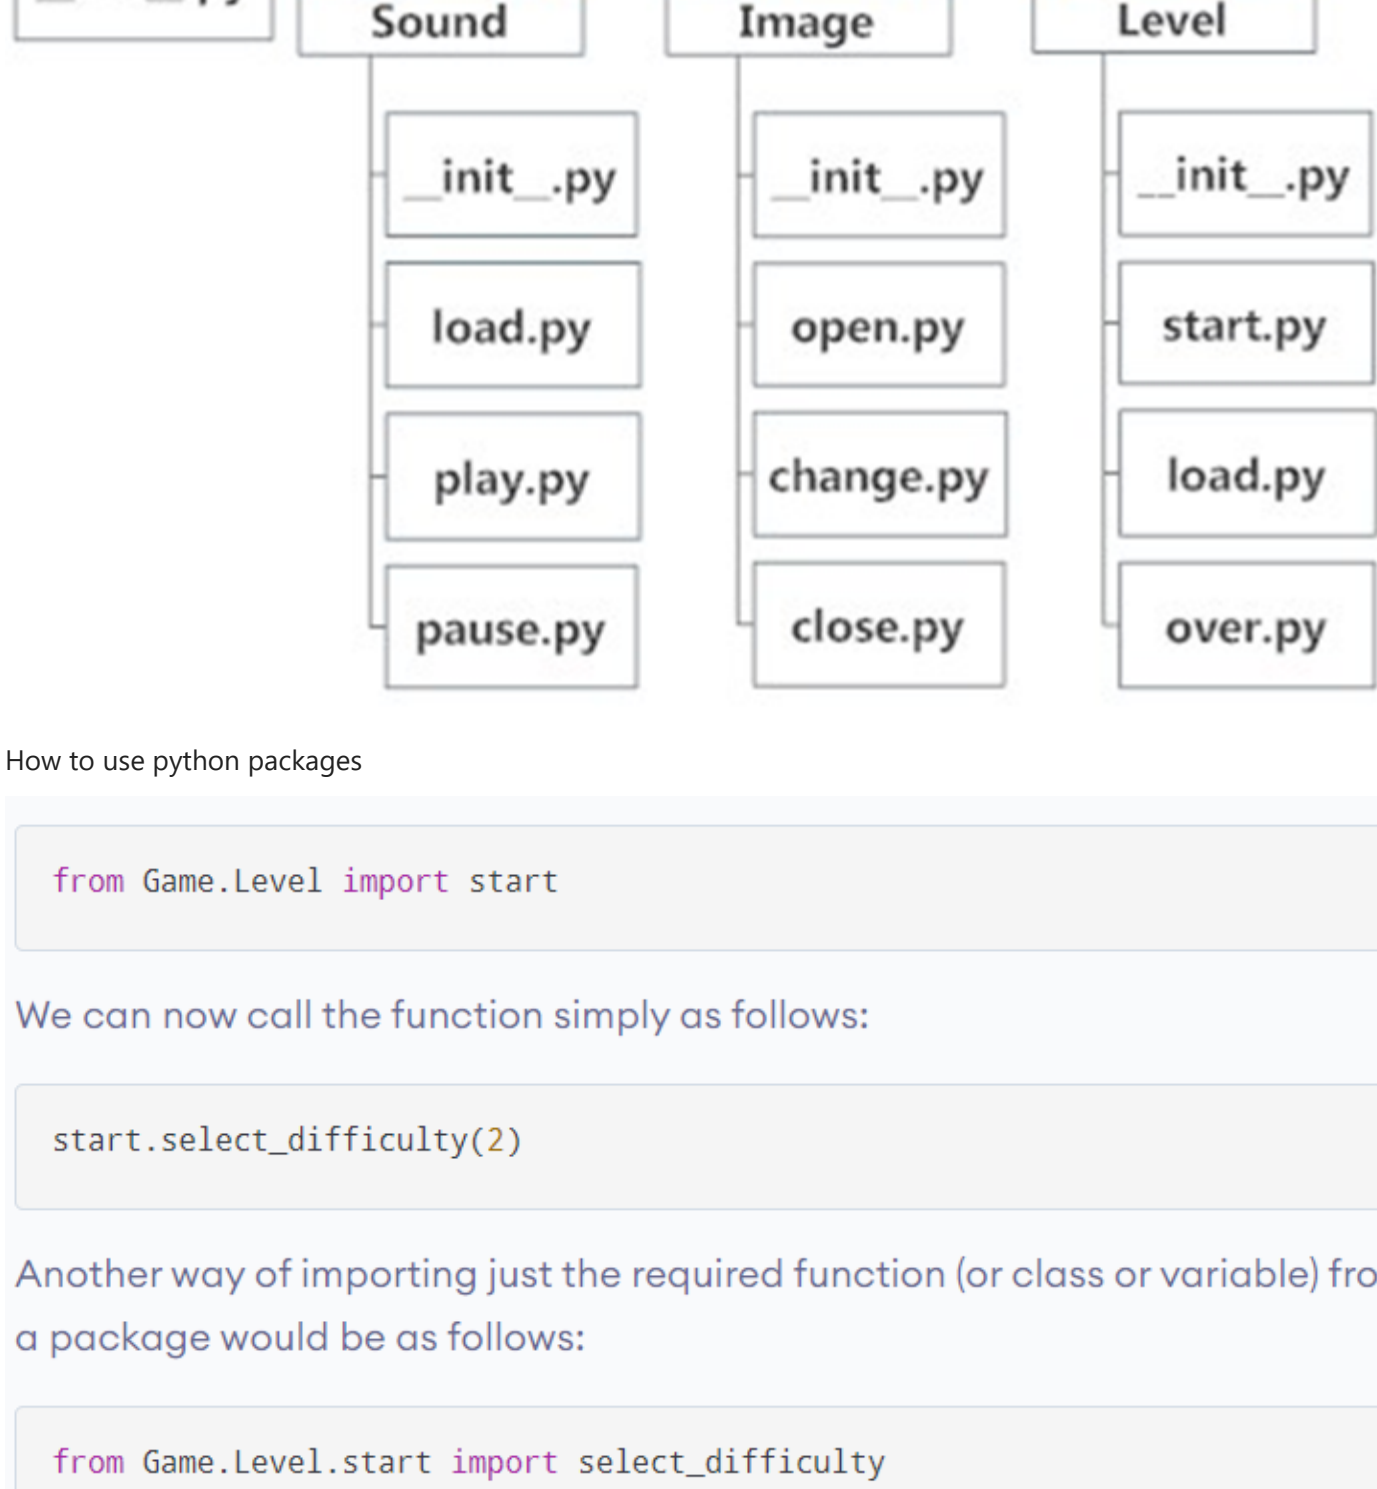 Sound
Image
Level
__init__.py
__init__.py
__init__.py
load.py
open.py
start.py
play.py
change.py
load.py
pause.py
close.py
over.py
How to use python packages
from Game.Level import start
We can now call the function simply as follows:
start.select_difficulty(2)
Another way of importing just the required function (or class or variable) fro
a package would be as follows:
from Game.Level.start import select_difficulty